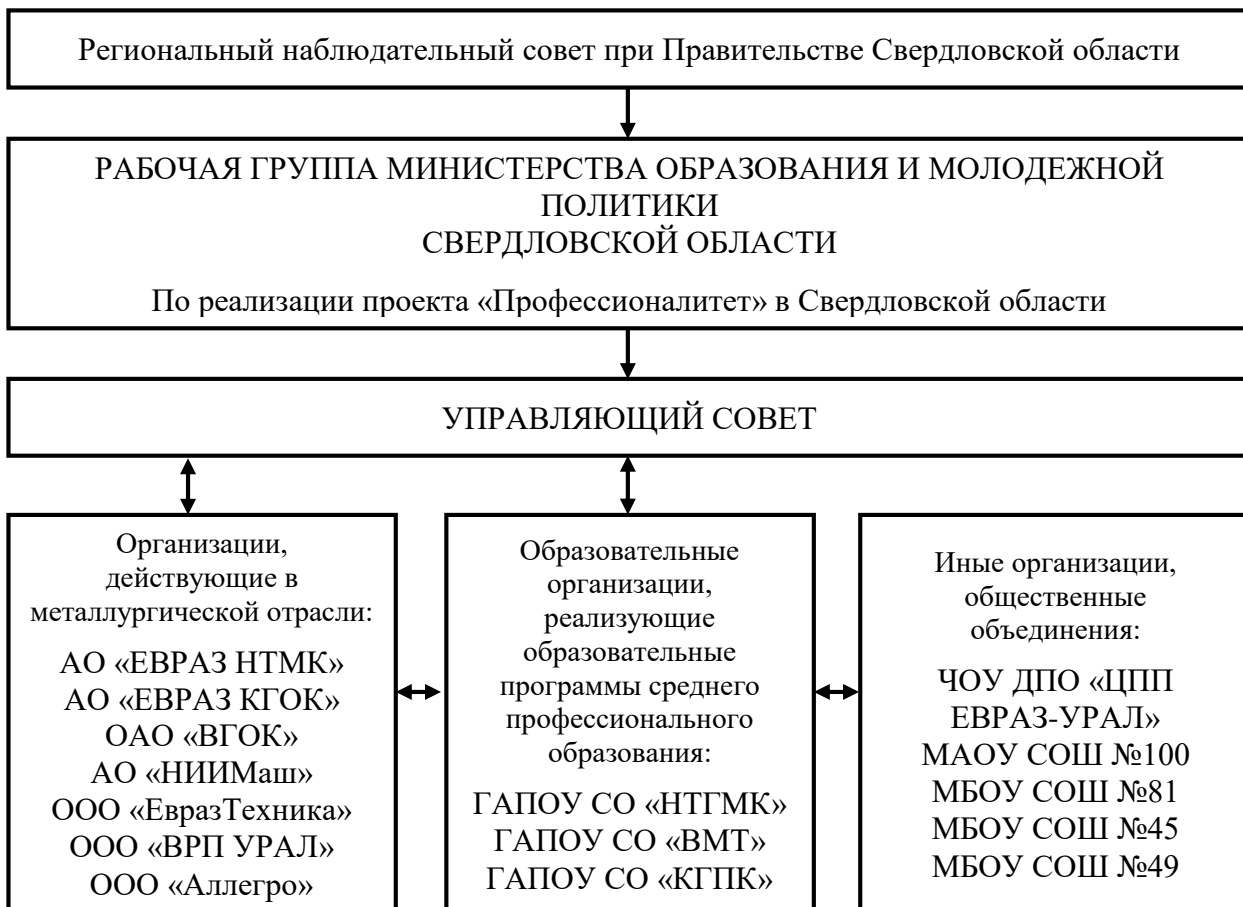 Региональный наблюдательный совет при Правительстве Свердловской области
РАБОЧАЯ ГРУППА МИНИСТЕРСТВА ОБРАЗОВАНИЯ И МОЛОДЕЖНОЙ
ПОЛИТИКИ
СВЕРДЛОВСКОЙ ОБЛАСТИ
По реализации проекта «Профессионалитет» в Свердловской области
УПРАВЛЯЮЩИЙ СОВЕТ
Организации,
действующие в
металлургической отрасли:
АО «ЕВРАЗ НТМК»
АО «ЕВРАЗ КГОК»
ОАО «ВГОК»
АО «НИИМаш»
ООО «ЕвразТехника»
ООО «ВРП УРАЛ»
ООО «Аллегро»
Образовательные
организации,
реализующие
образовательные
программы среднего
профессионального
образования:
ГАПОУ СО «НТГМК»
ГАПОУ СО «ВМТ»
ГАПОУ СО «КГПК»
Иные организации,
общественные
объединения:
ЧОУ ДПО «ЦПП
ЕВРАЗ-УРАЛ»
МАОУ СОШ №100
МБОУ СОШ №81
МБОУ СОШ №45
МБОУ СОШ №49